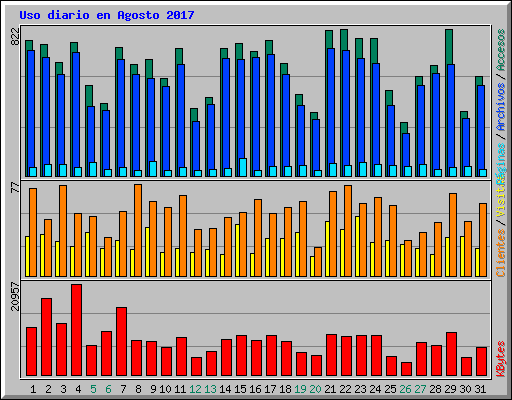 Uso diario en Agosto 2017
822
77
20957
Clientes / visitas
Páginas / Archivos / Accesos
KBytes
1 2 3 4 5 6 7 8 9 10 11 12 13 14 15 16 17 18 19 20 21 22 23 24 25 26 27 28 29 30 31